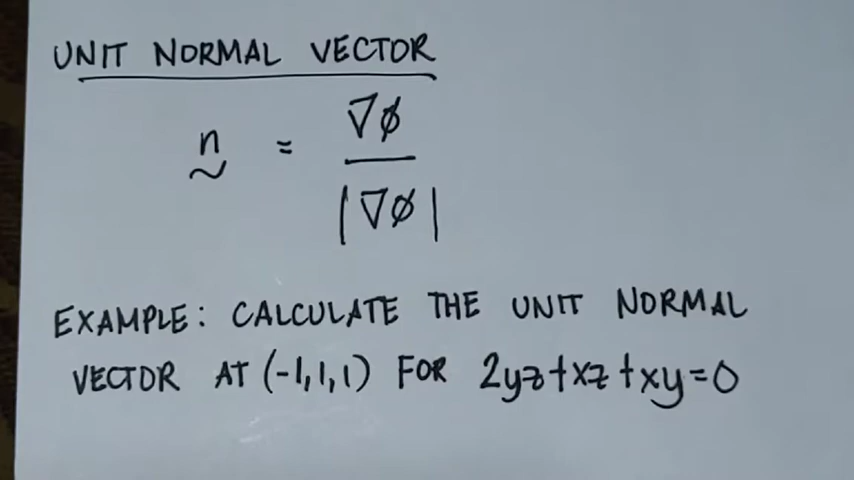 UNIT NORMAL VECTOR
n = ∇ø
|∇ø|
~
EXAMPLE: CALCULATE THE UNIT NORMAL
VECTOR AT (-1,1,1) FOR 2yz+xz+xy=0